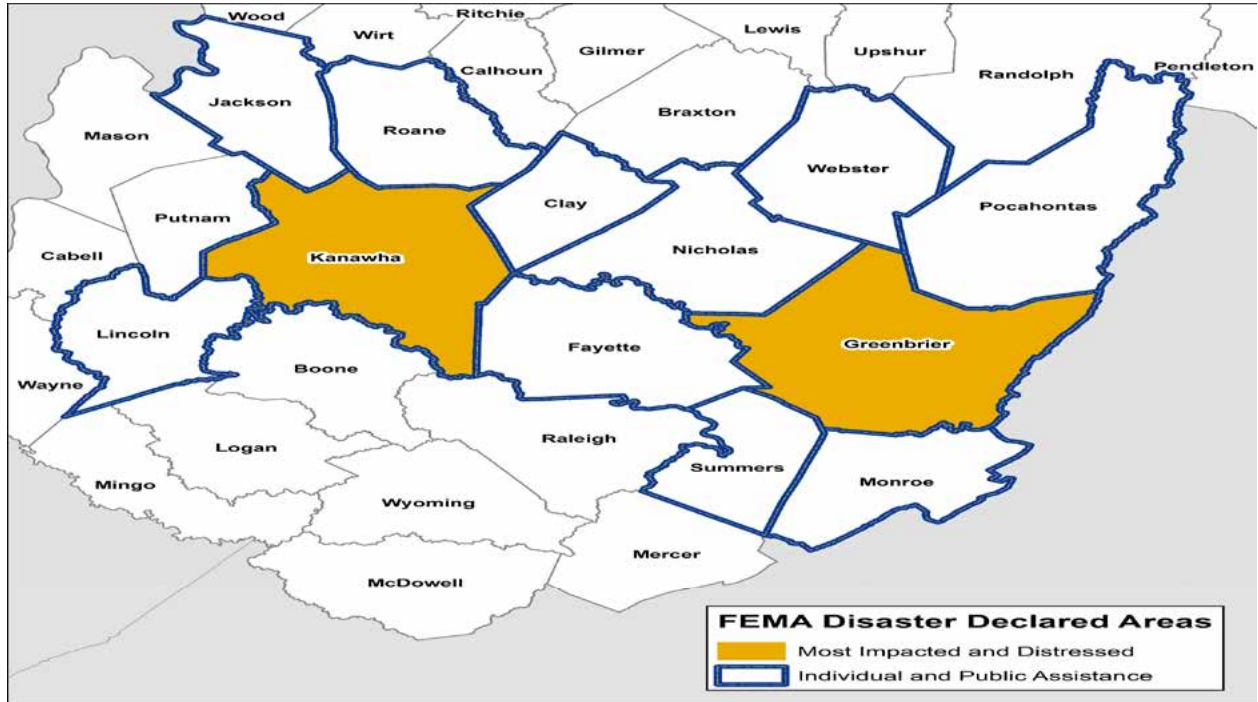 Wood
Ritchie
Wirt
Lewis
Gilmer
Upshur
Calhoun
Randolph
Pendleton
Jackson
Braxton
Roane
Mason
Webster
Clay
Pocahontas
Putnam
Nicholas
Cabell
Kanawha
Lincoln
Fayette
Greenbrier
Boone
Wayne
Raleigh
Logan
Summers
Monroe
Mingo
Wyoming
Mercer
McDowell
FEMA Disaster Declared Areas
Most Impacted and Distressed
Individual and Public Assistance